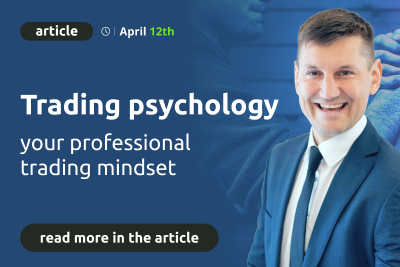 article
April 12th
Trading psychology
your professional
trading mindset
read more in the article